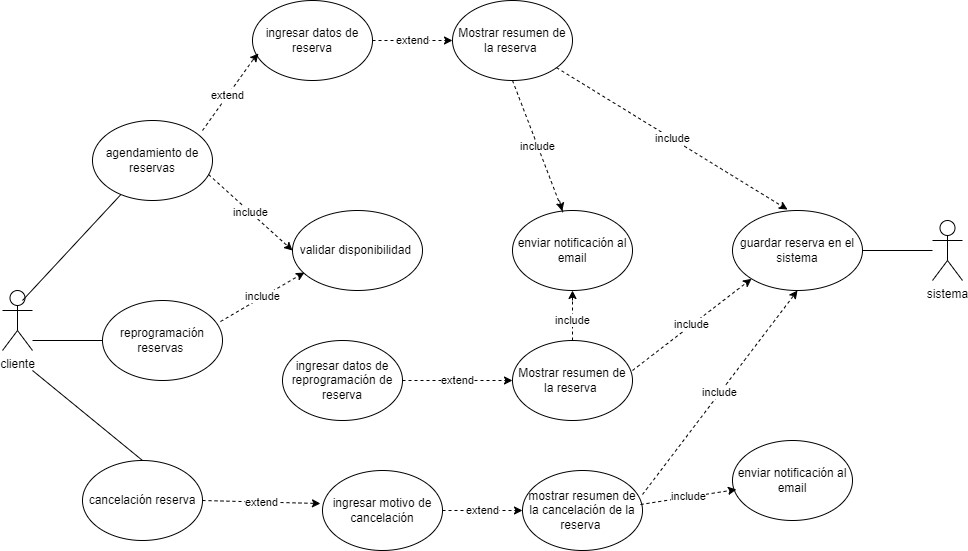 ingresar datos de
reserva
extend
Mostrar resumen de
la reserva
extend
agendamiento de
reservas
include
include
include
validar disponibilidad
enviar notificación al
email
guardar reserva en el
sistema
sistema
include
cliente
reprogramación
reservas
include
include
ingresar datos de
reprogramación de
reserva
extend
Mostrar resumen de
la reserva
include
cancelación reserva
extend
ingresar motivo de
cancelación
extend
mostrar resumen de
la cancelación de la
reserva
include
enviar notificación al
email